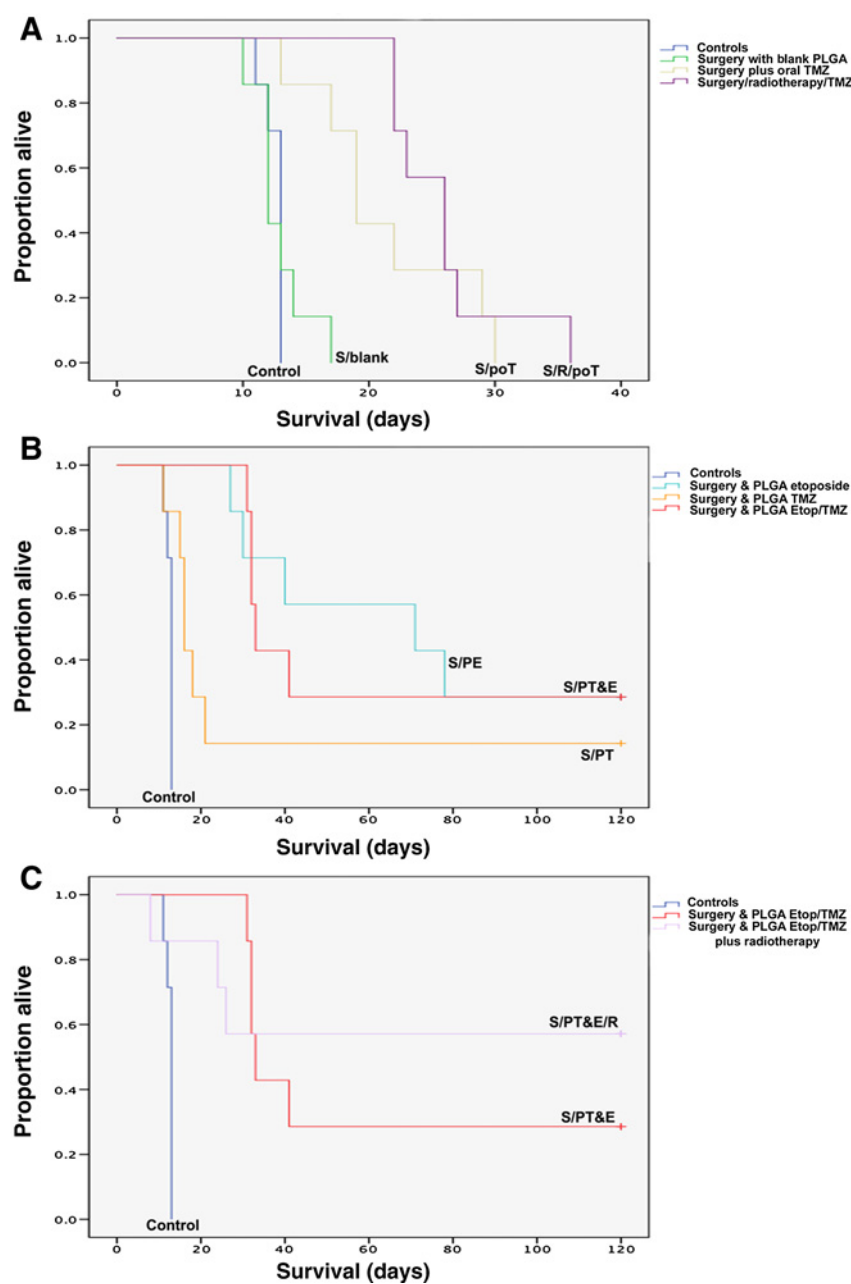 A
1.0
0.8
0.6
0.4
0.2
0.0
Proportion alive
Control
S/blank
S/poT
S/R/poT
0
10
20
30
40
Survival (days)
Controls
Surgery with blank PLGA
Surgery plus oral TMZ
Surgery/radiotherapy/TMZ
B
1.0
0.8
0.6
0.4
0.2
0.0
Proportion alive
S/PE
S/PT&E
S/PT
Control
0
20
40
60
80
100
120
Survival (days)
Controls
Surgery & PLGA etoposide
Surgery & PLGA TMZ
Surgery & PLGA Etop/TMZ
C
1.0
0.8
0.6
0.4
0.2
0.0
Proportion alive
S/PT&E/R
S/PT&E
Control
0
20
40
60
80
100
120
Survival (days)
Controls
Surgery & PLGA Etop/TMZ
Surgery & PLGA Etop/TMZ
plus radiotherapy